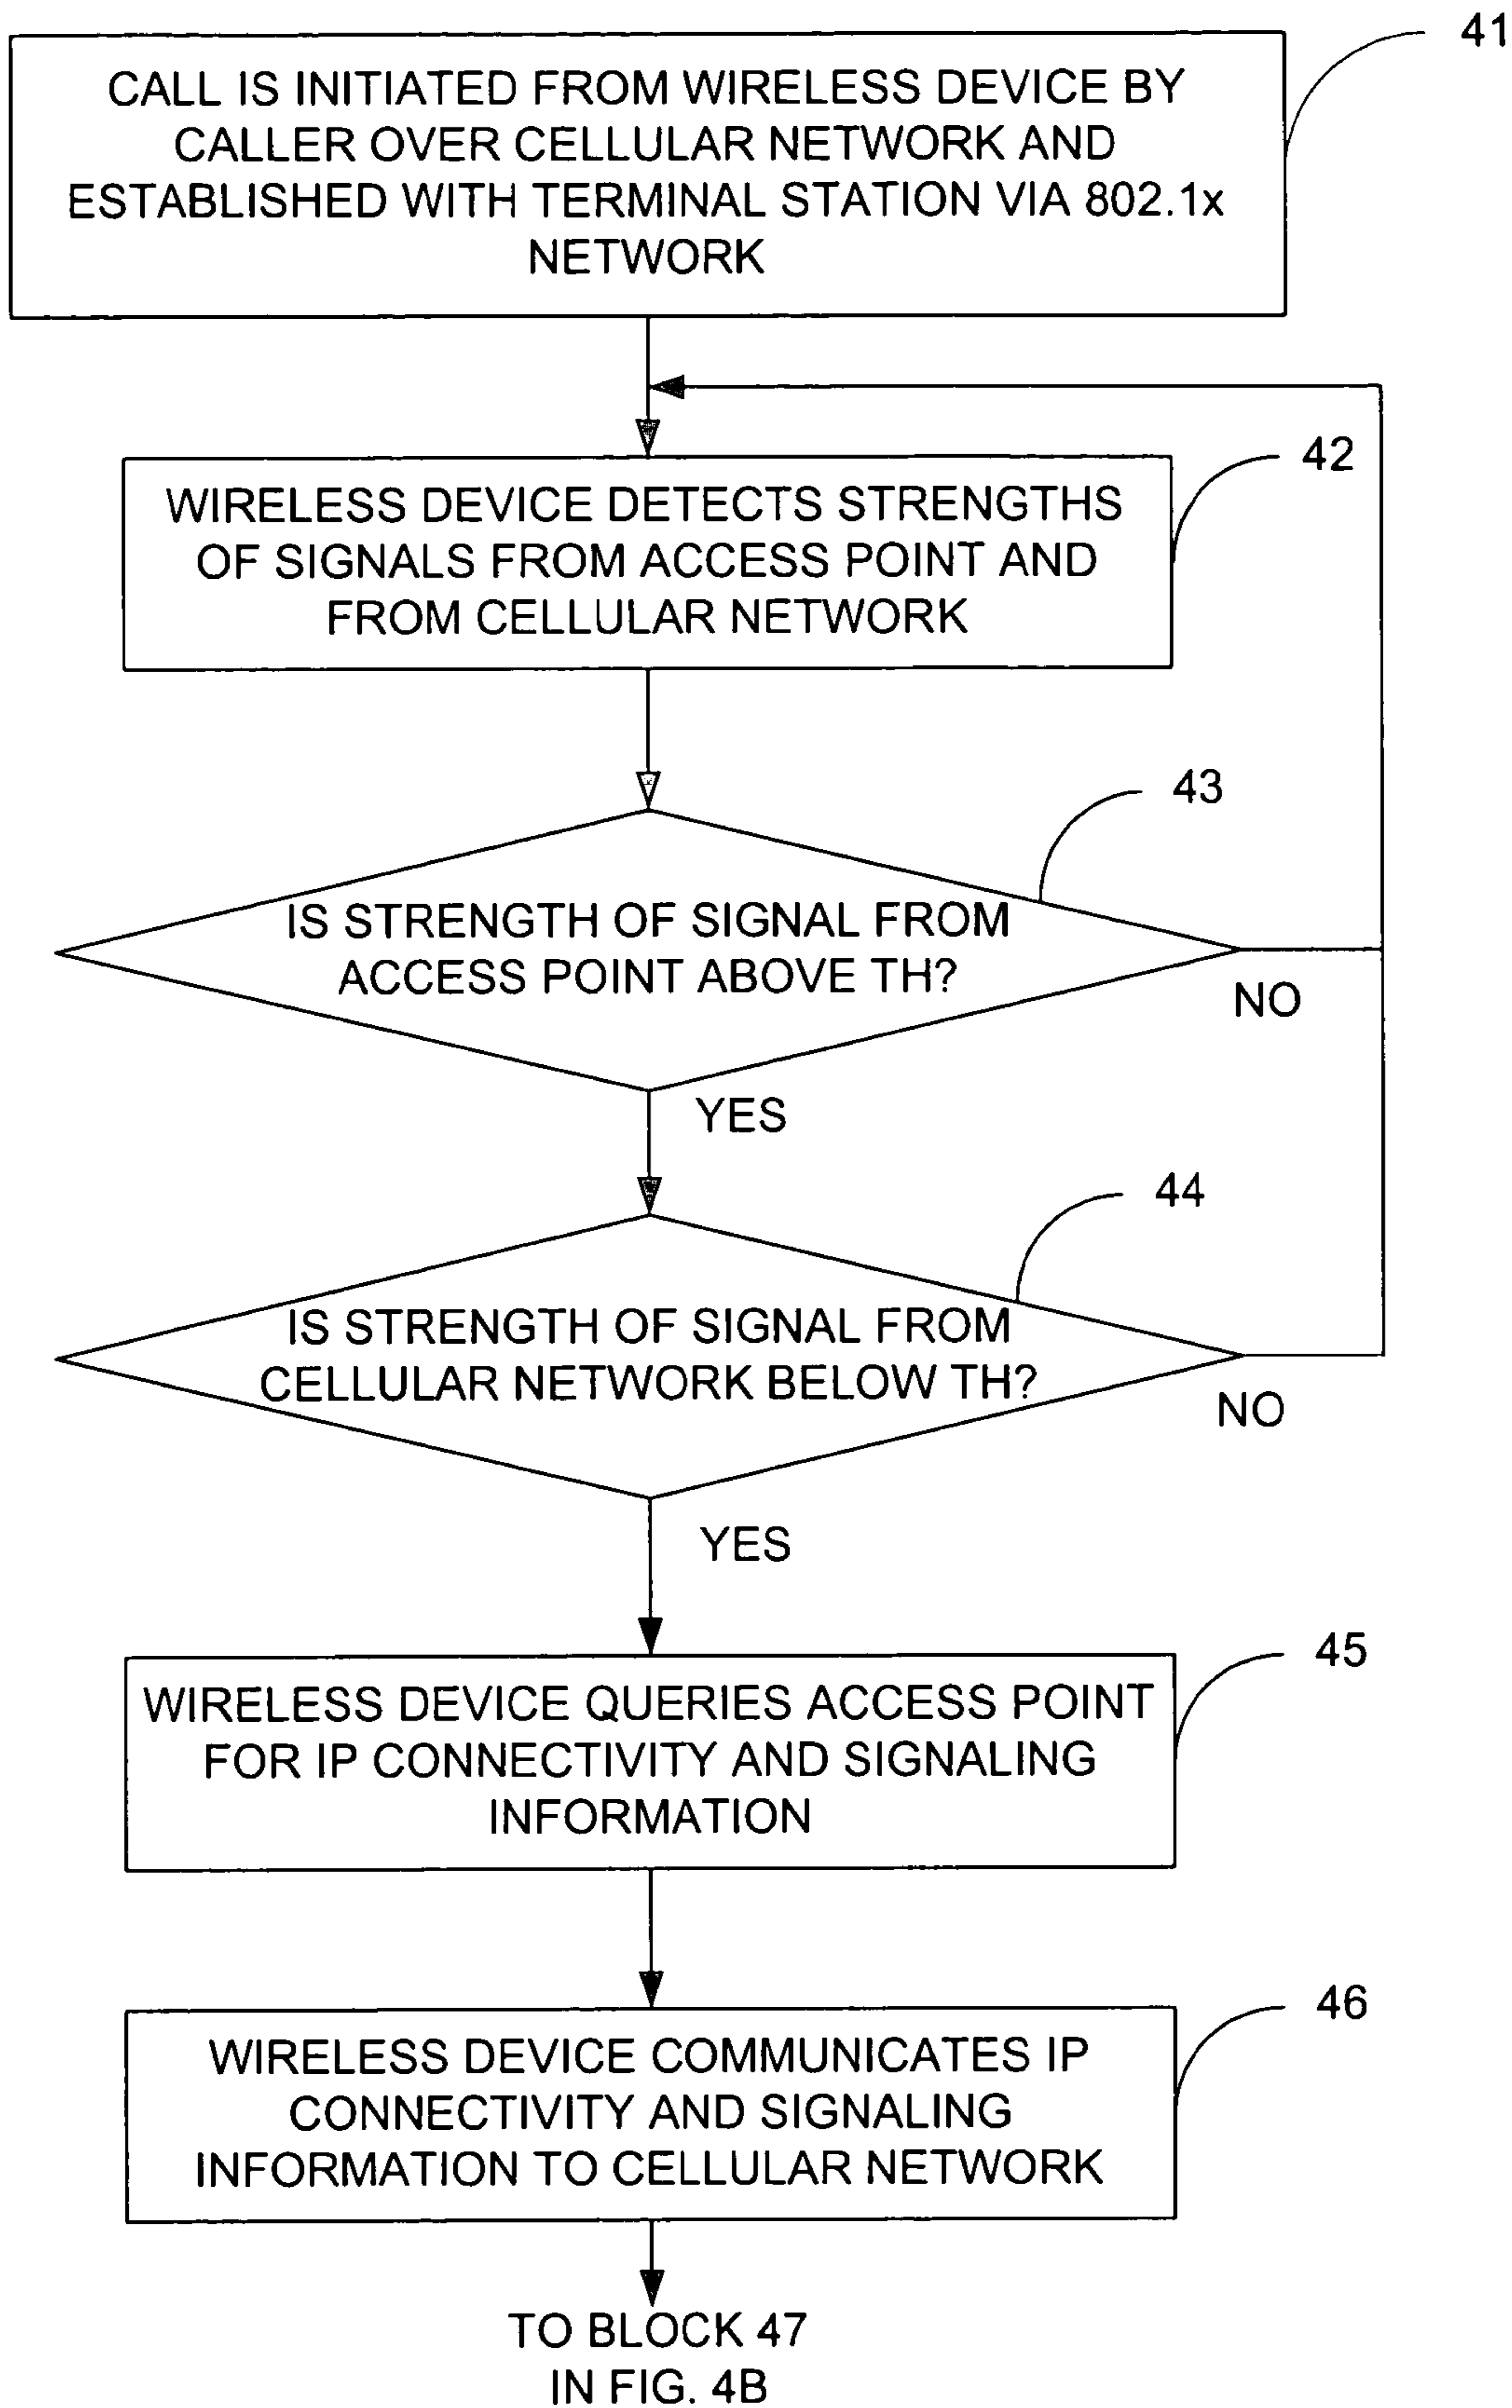 41
CALL IS INITIATED FROM WIRELESS DEVICE BY
CALLER OVER CELLULAR NETWORK AND
ESTABLISHED WITH TERMINAL STATION VIA 802.1x
NETWORK
42
WIRELESS DEVICE DETECTS STRENGTHS
OF SIGNALS FROM ACCESS POINT AND
FROM CELLULAR NETWORK
43
IS STRENGTH OF SIGNAL FROM
ACCESS POINT ABOVE TH?
NO
YES
44
IS STRENGTH OF SIGNAL FROM
CELLULAR NETWORK BELOW TH?
NO
YES
45
WIRELESS DEVICE QUERIES ACCESS POINT
FOR IP CONNECTIVITY AND SIGNALING
INFORMATION
46
WIRELESS DEVICE COMMUNICATES IP
CONNECTIVITY AND SIGNALING
INFORMATION TO CELLULAR NETWORK
TO BLOCK 47
IN FIG. 4B